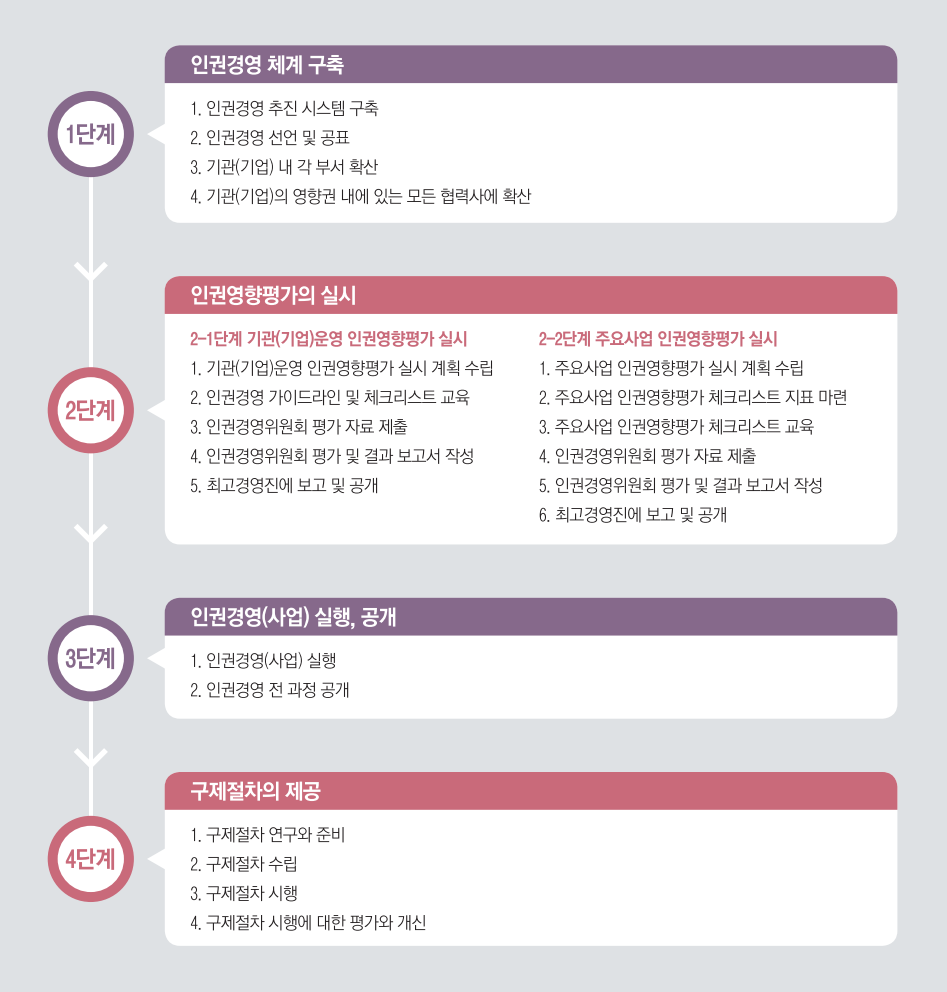 1단계
인권경영 체계 구축
1. 인권경영 추진 시스템 구축
2. 인권경영 선언 및 공표
3. 기관(기업) 내 각 부서 확산
4. 기관(기업)의 영향권 내에 있는 모든 협력사에 확산
2단계
인권영향평가의 실시
2-1단계 기관(기업)운영 인권영향평가 실시
1. 기관(기업)운영 인권영향평가 실시 계획 수립
2. 인권경영 가이드라인 및 체크리스트 교육
3. 인권경영위원회 평가 자료 제출
4. 인권경영위원회 평가 및 결과 보고서 작성
5. 최고경영진에 보고 및 공개
2-2단계 주요사업 인권영향평가 실시
1. 주요사업 인권영향평가 실시 계획 수립
2. 주요사업 인권영향평가 체크리스트 지표 마련
3. 주요사업 인권영향평가 체크리스트 교육
4. 인권경영위원회 평가 자료 제출
5. 인권경영위원회 평가 및 결과 보고서 작성
6. 최고경영진에 보고 및 공개
3단계
인권경영(사업) 실행, 공개
1. 인권경영(사업) 실행
2. 인권경영 전 과정 공개
4단계
구제절차의 제공
1. 구제절차 연구와 준비
2. 구제절차 수립
3. 구제절차 시행
4. 구제절차 시행에 대한 평가와 개신